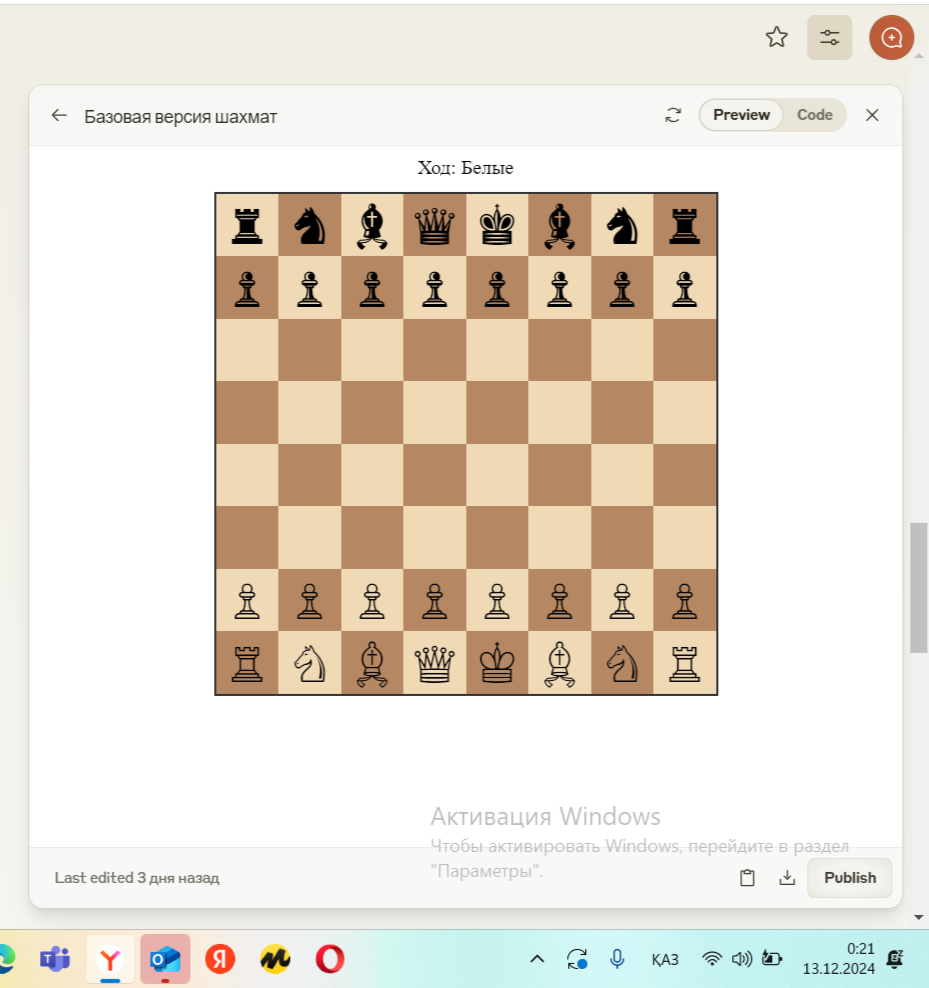 Базовая версия шахмат
Preview
Code
Ход: Белые
Активация Windows
Чтобы активировать Windows, перейдите в раздел
"Параметры".
Last edited 3 дня назад
Publish
T
Y
O
Я
ҚАЗ
0:21
13.12.2024